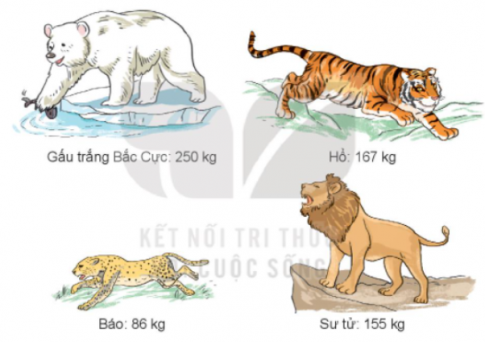 Gấu trắng Bắc Cực: 250 kg
Hổ: 167 kg
KẾT NỐI TRI THỨC
CUỘC SỐNG
Báo: 86 kg
Sư tử: 155 kg